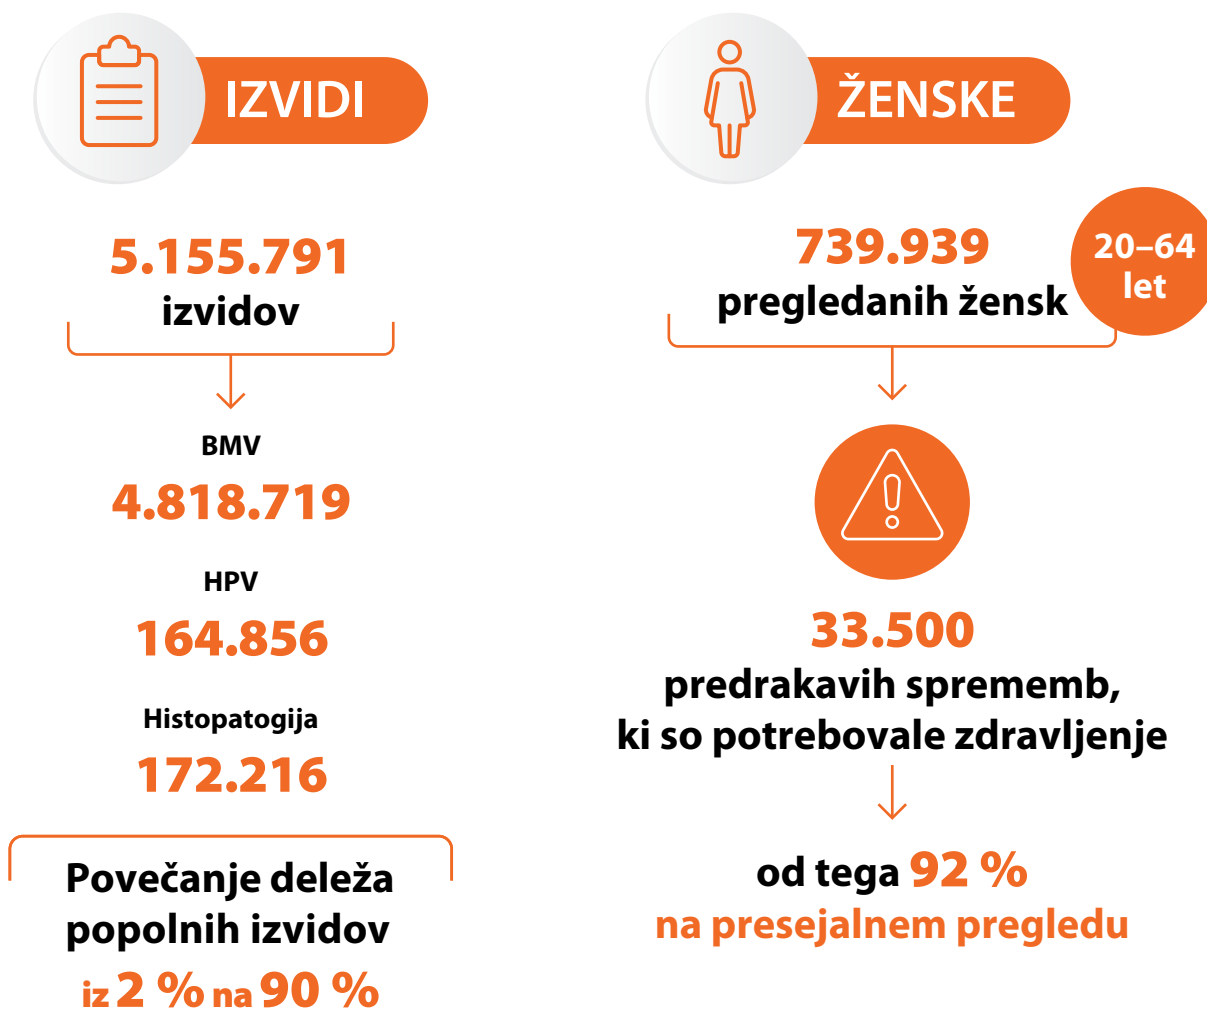 IZVIDI
5.155.791
izvidov
BMV
4.818.719
HPV
164.856
Histopatogija
172.216
Povečanje deleža
popolnih izvidov
iz 2 % na 90 %
ŽENSKE
739.939
pregledanih žensk
20–64
let
33.500
predrakavih sprememb,
ki so potrebovale zdravljenje
od tega 92 %
na presejalnem pregledu